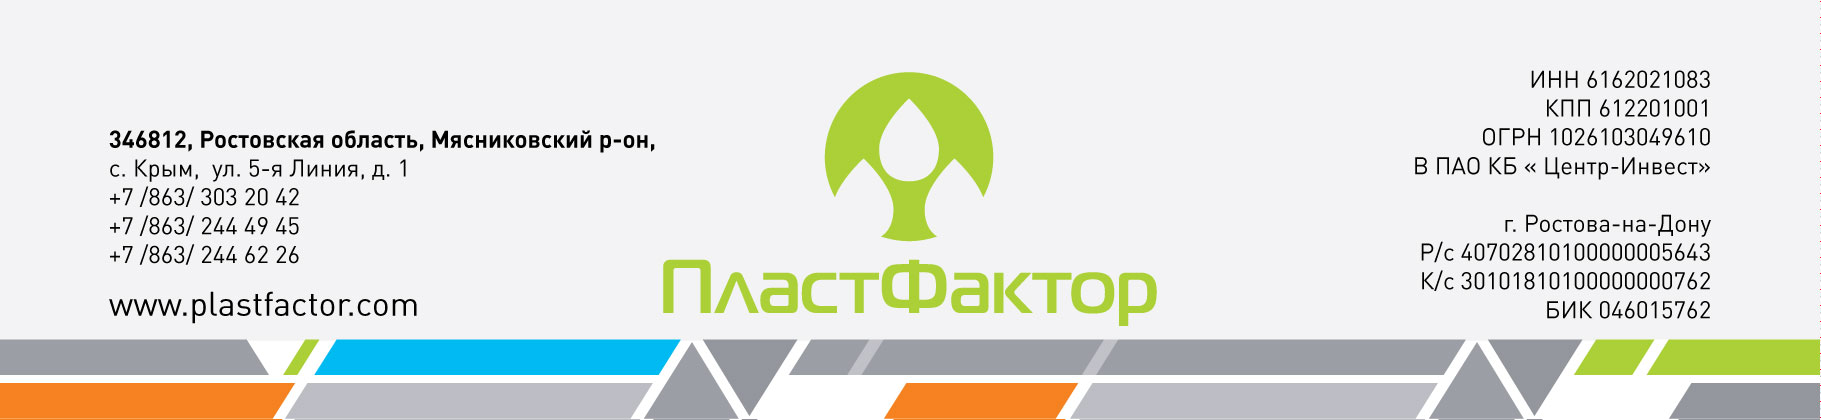 346812, Ростовская область, Мясниковский р-он,
с. Крым, ул. 5-я Линия, д. 1
+7 /863/ 303 20 42
+7 /863/ 244 49 45
+7 /863/ 244 62 26
www.plastfactor.com
ПластФактор
ИНН 6162021083
КПП 612201001
ОГРН 1026103049610
В ПАО КБ « Центр-Инвест»
г. Ростова-на-Дону
Р/с 40702810100000005643
К/с 30101810100000000762
БИК 046015762